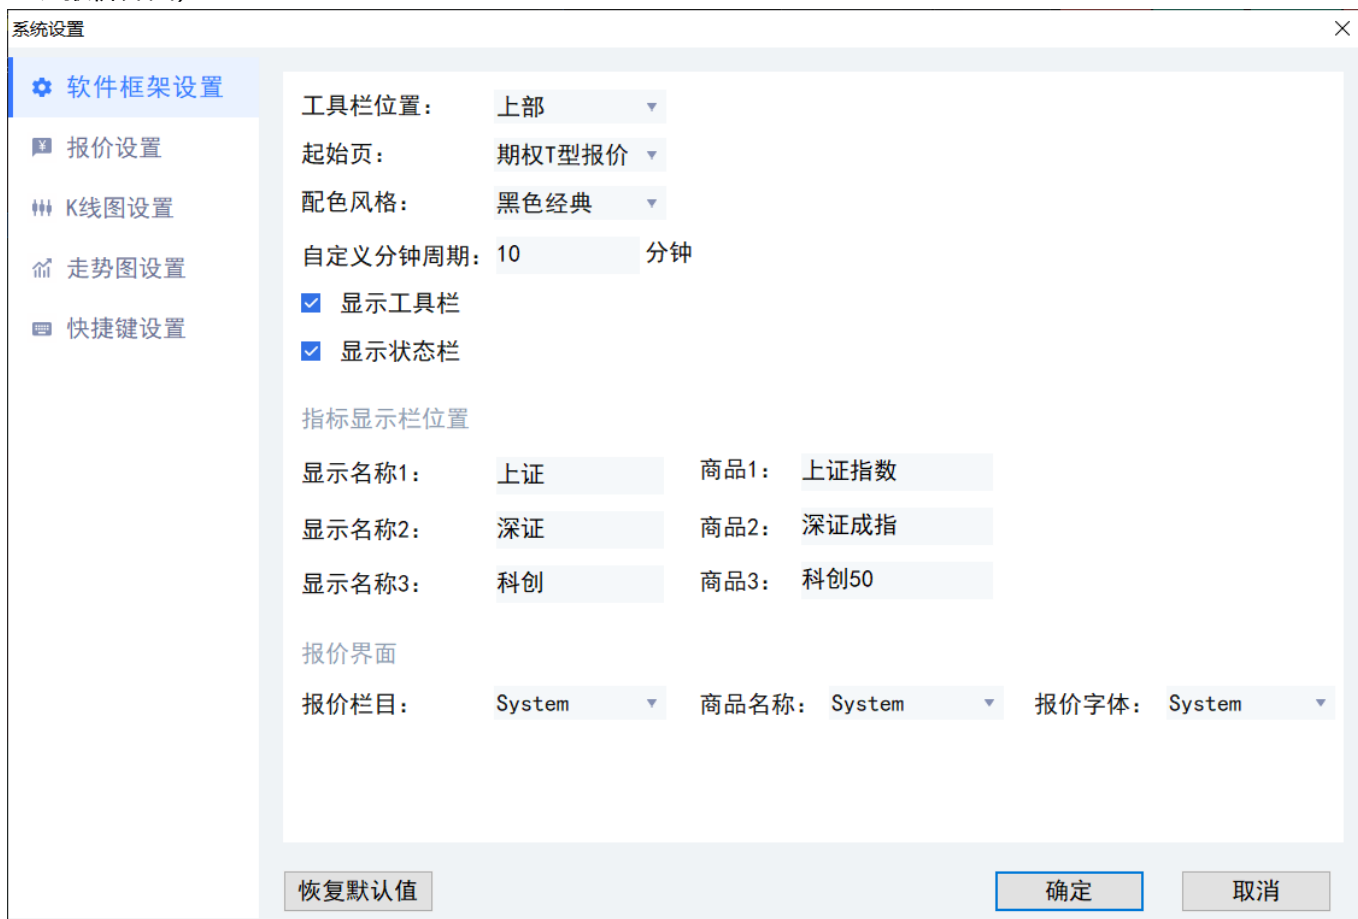 系统设置
软件框架设置
报价设置
K线图设置
走势图设置
快捷键设置
工具栏位置： 上部
起始页： 期权T型报价
配色风格： 黑色经典
自定义分钟周期： 10 分钟
显示工具栏
显示状态栏
指标显示栏位置
显示名称1： 上证 商品1： 上证指数
显示名称2： 深证 商品2： 深证成指
显示名称3： 科创 商品3： 科创50
报价界面
报价栏目： System 商品名称： System 报价字体： System
恢复默认值 确定 取消